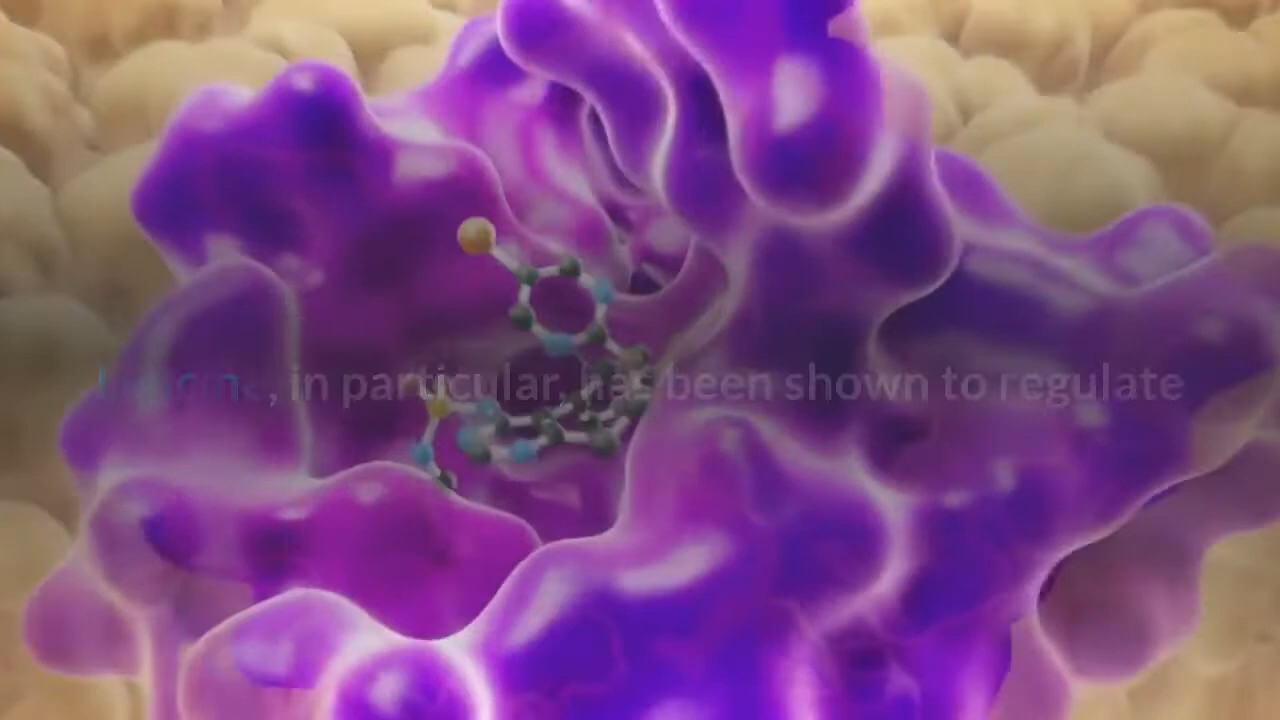 , in particular, has been shown to regulate